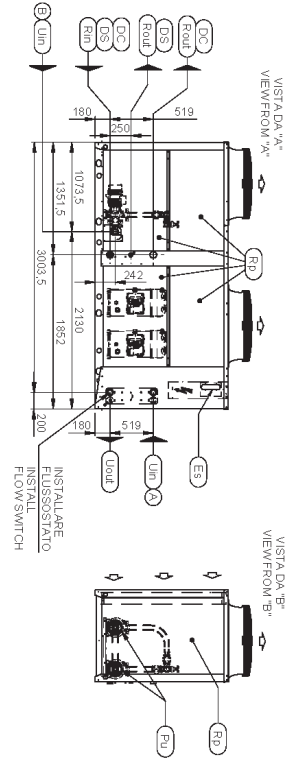 VISTA DA "A"
VIEW FROM "A"
VISTA DA "B"
VIEW FROM "B"
B
Uin
Rin
DS
DC
Rout
DS
Rout
DC
180
250
519
Rp
1073,5
1351,5
3003,5
242
2130
1852
200
180
519
Es
Uin
A
Uout
INSTALLARE
FLUSSOSTATO
INSTALL
FLOW SWITCH
Rp
Pu